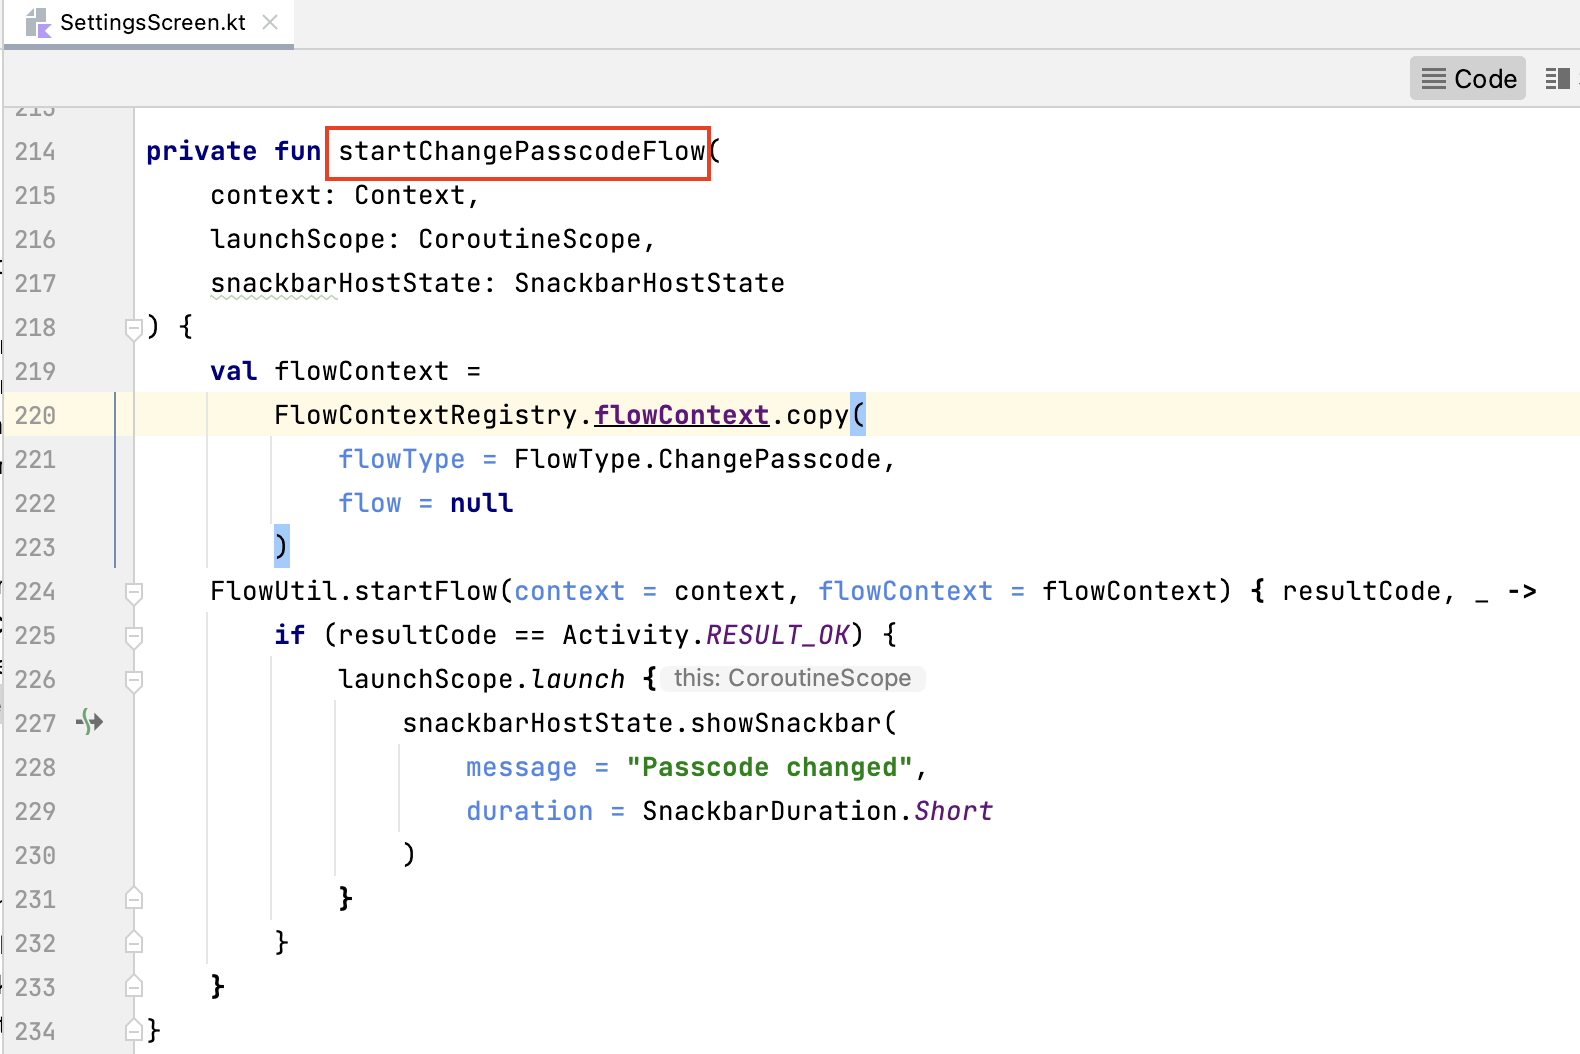 SettingsScreen.kt
Code
214 private fun startChangePasscodeFlow(
215 context: Context,
216 launchScope: CoroutineScope,
217 snackbarHostState: SnackbarHostState
218 ) {
219 val flowContext =
220 FlowContextRegistry.flowContext.copy(
221 flowType = FlowType.ChangePasscode,
222 flow = null
223 )
224 FlowUtil.startFlow(context = context, flowContext = flowContext) { resultCode, _ ->
225 if (resultCode == Activity.RESULT_OK) {
226 launchScope.launch { this: CoroutineScope
227 snackbarHostState.showSnackbar(
228 message = "Passcode changed",
229 duration = SnackbarDuration.Short
230 )
231 }
232 }
233 }
234 }